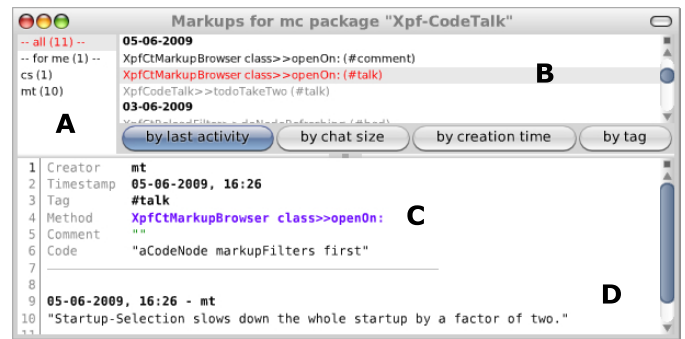 Markups for mc package "Xpf-CodeTalk"
-- all (11) --
-- for me (1) --
cs (1)
mt (10)
A
05-06-2009
XpfCtMarkupBrowser class>>openOn: (#comment)
XpfCtMarkupBrowser class>>openOn: (#talk)
XpfCodeTalk>>todoTakeTwo (#talk)
03-06-2009
B
by last activity
by chat size
by creation time
by tag
1 Creator mt
2 Timestamp 05-06-2009, 16:26
3 Tag #talk
4 Method XpfCtMarkupBrowser class>>openOn:
5 Comment ""
6 Code "aCodeNode markupFilters first"
7
8
9 05-06-2009, 16:26 - mt
10 "Startup-Selection slows down the whole startup by a factor of two."
11
C
D